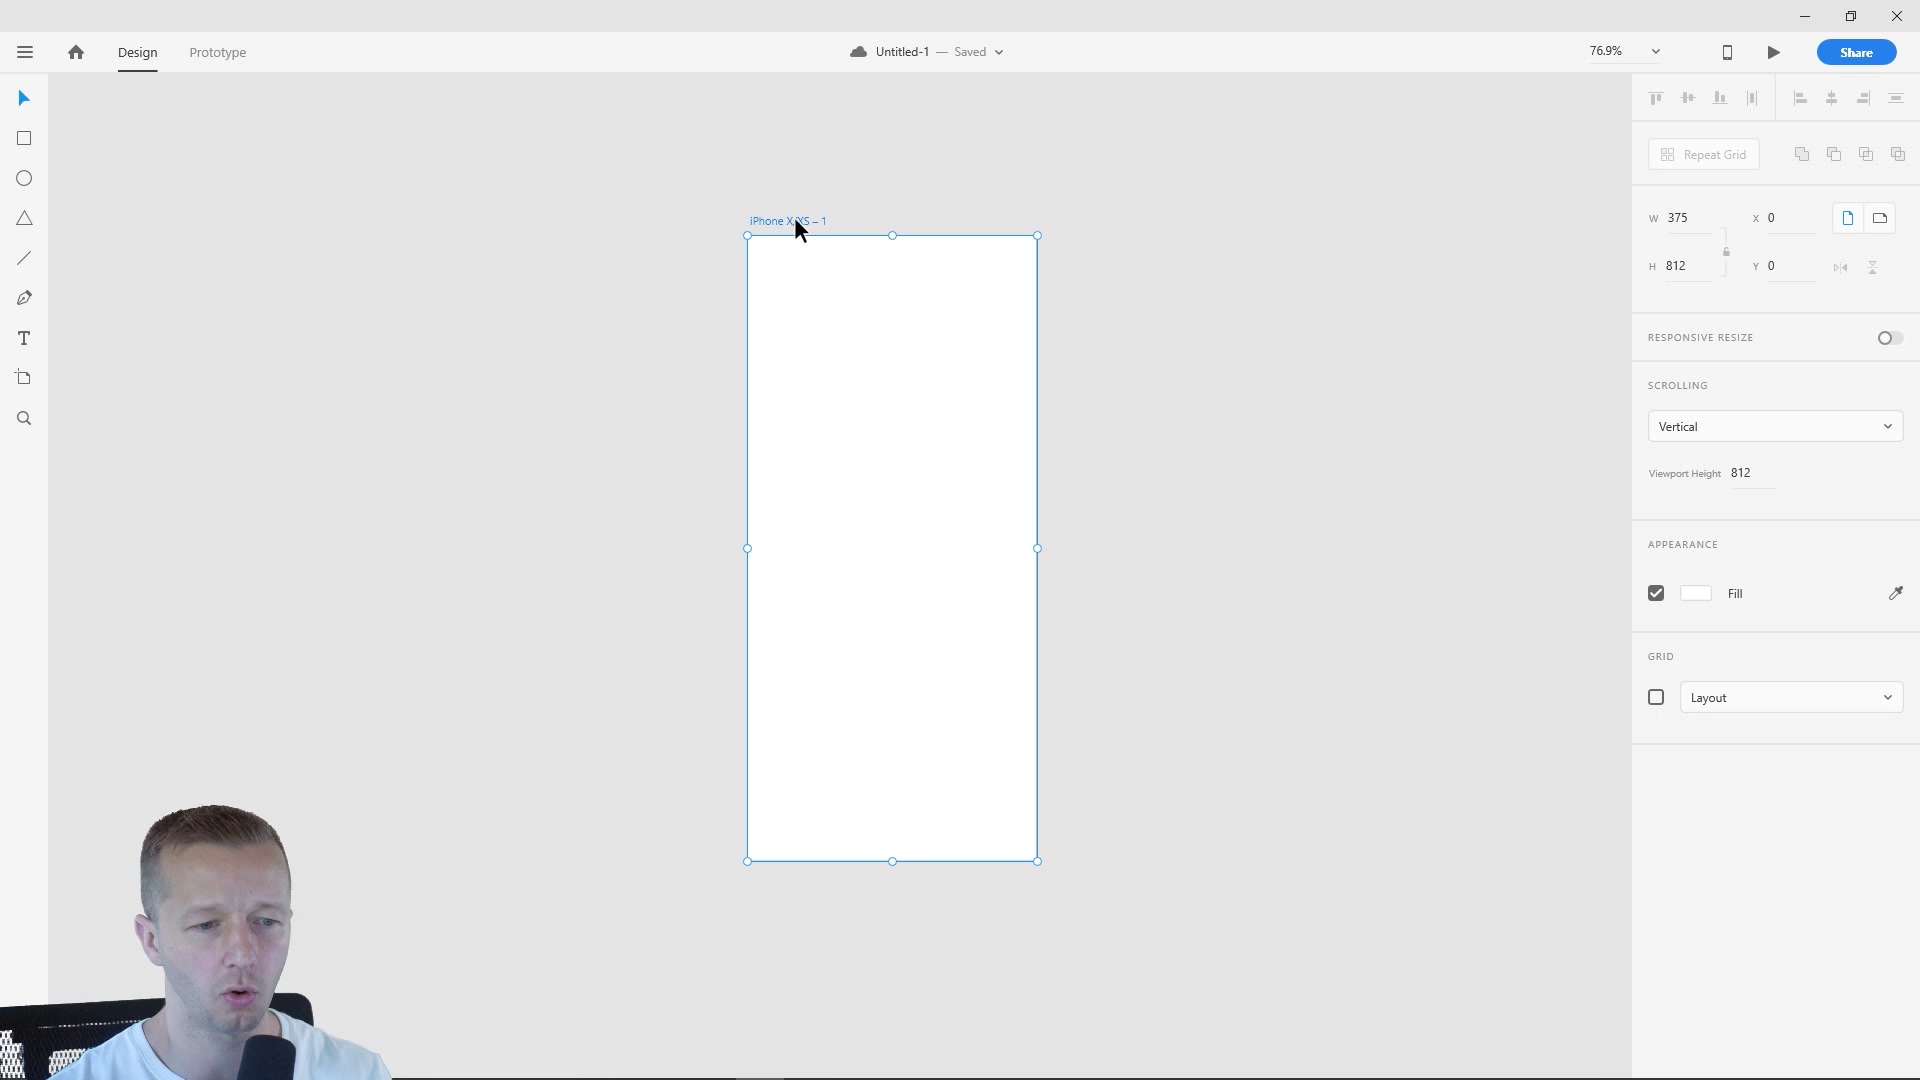 Design Prototype Untitled-1 — Saved 76.9% Share
Repeat Grid
iPhone X/XS – 1
W 375 X 0
H 812 Y 0
RESPONSIVE RESIZE
SCROLLING
Vertical
Viewport Height 812
APPEARANCE
Fill
GRID
Layout